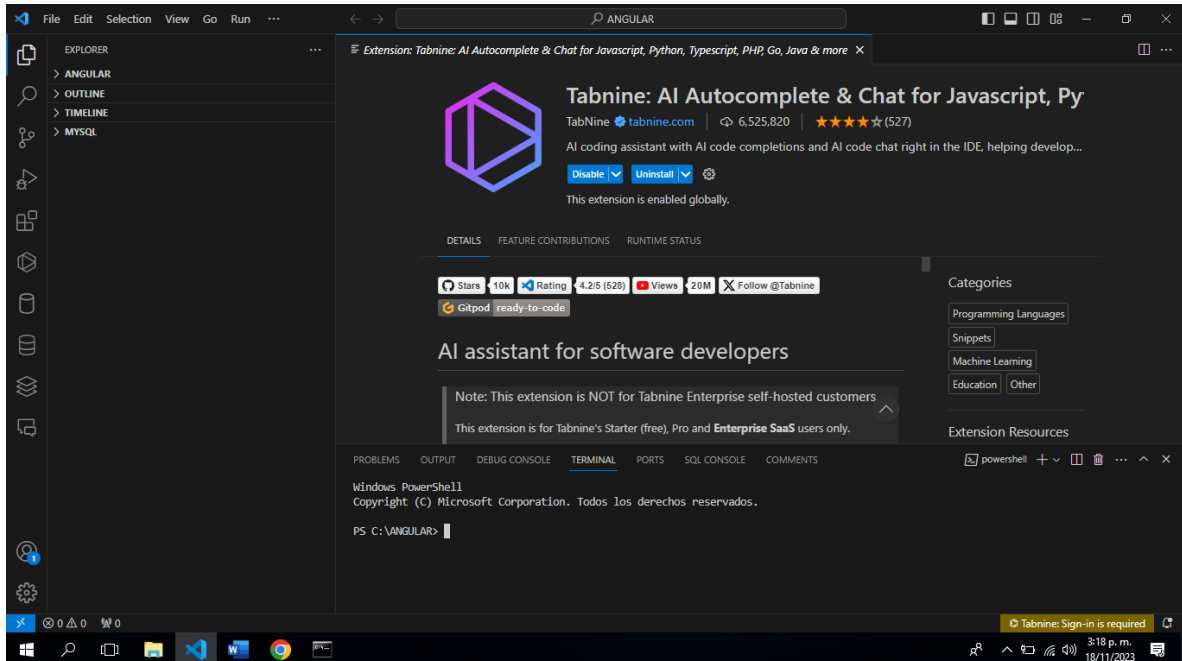 File Edit Selection View Go Run ···
ANGULAR
EXPLORER ···
ANGULAR
OUTLINE
TIMELINE
MYSQL
Extension: Tabnine: AI Autocomplete & Chat for Javascript, Python, Typescript, PHP, Go, Java & more
Tabnine: AI Autocomplete & Chat for Javascript, Py
TabNine tabnine.com 6,525,820 (527)
AI coding assistant with AI code completions and AI code chat right in the IDE, helping develop...
Disable Uninstall
This extension is enabled globally.
DETAILS FEATURE CONTRIBUTIONS RUNTIME STATUS
Stars 10k Rating 4.2/5 (528) Views 20M Follow @Tabnine
Gitpod ready-to-code
AI assistant for software developers
Note: This extension is NOT for Tabnine Enterprise self-hosted customers
This extension is for Tabnine's Starter (free), Pro and Enterprise SaaS users only.
Categories
Programming Languages
Snippets
Machine Learning
Education Other
Extension Resources
PROBLEMS OUTPUT DEBUG CONSOLE TERMINAL PORTS SQL CONSOLE COMMENTS
powershell
Windows PowerShell
Copyright (C) Microsoft Corporation. Todos los derechos reservados.
PS C:\ANGULAR>
1
0 0 0
Tabnine: Sign-in is required
3:18 p. m.
18/11/2023